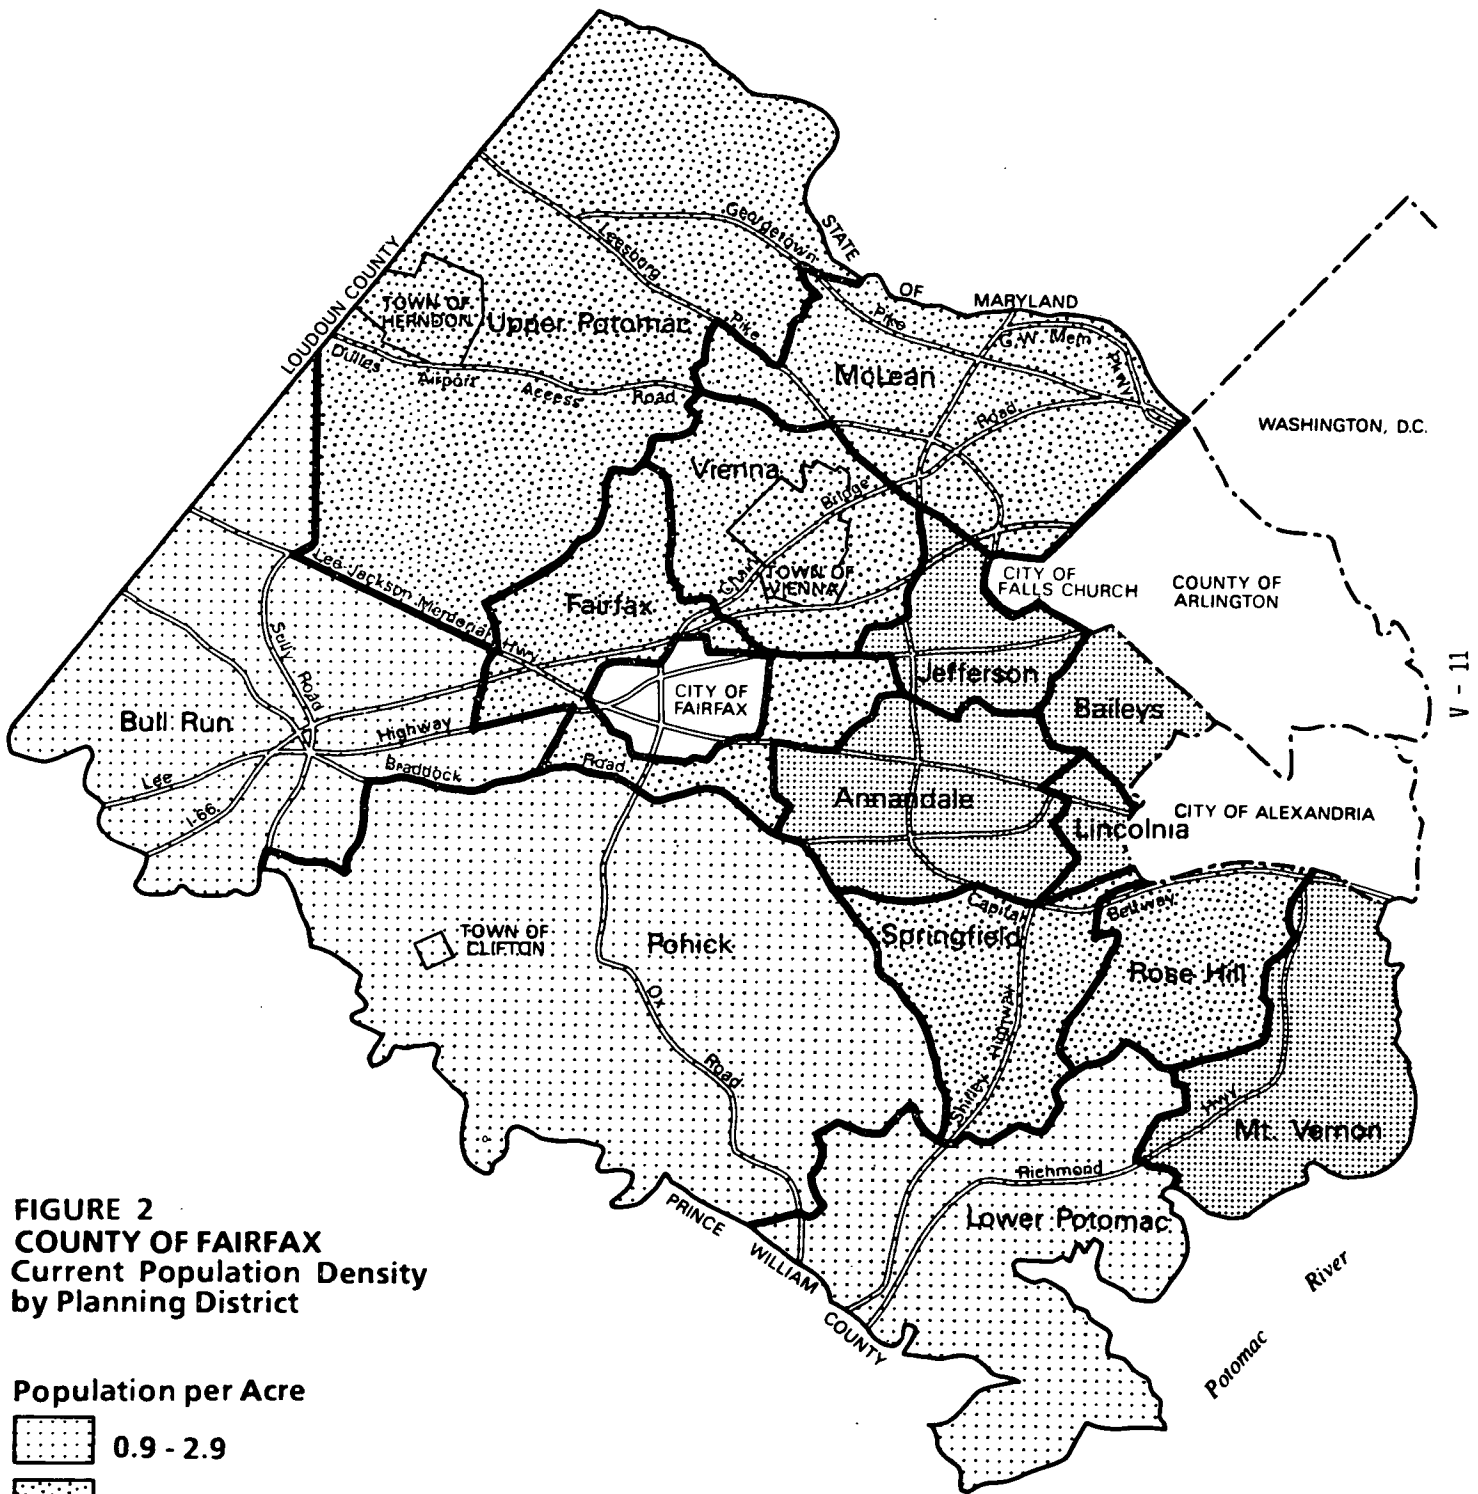 STATE
OF
MARYLAND
Georgetown
Pike
Leesburg
Pike
G.W. Mem
Pkwy
LOUDOUN COUNTY
TOWN OF
HERNDON
Upper Potomac
McLean
Dulles
Airport
Access
Road
Road
WASHINGTON, D.C.
Vienna
Bridge
Chain
TOWN OF
VIENNA
CITY OF
FALLS CHURCH
COUNTY OF
ARLINGTON
Lee Jackson Memorial Hwy
Fairfax
Sully
Road
Jefferson
Baileys
CITY OF
FAIRFAX
V - 11
Bull Run
Highway
Lee
Braddock
Road
I-66
Annandale
Lincolnia
CITY OF ALEXANDRIA
Capital
Beltway
TOWN OF
CLIFTON
Pohick
Springfield
Rose Hill
Ox
Road
Shirley
Highway
Hwy
Mt. Vernon
Richmond
Lower Potomac
PRINCE
WILLIAM
COUNTY
River
Potomac
FIGURE 2
COUNTY OF FAIRFAX
Current Population Density
by Planning District
Population per Acre
0.9 - 2.9